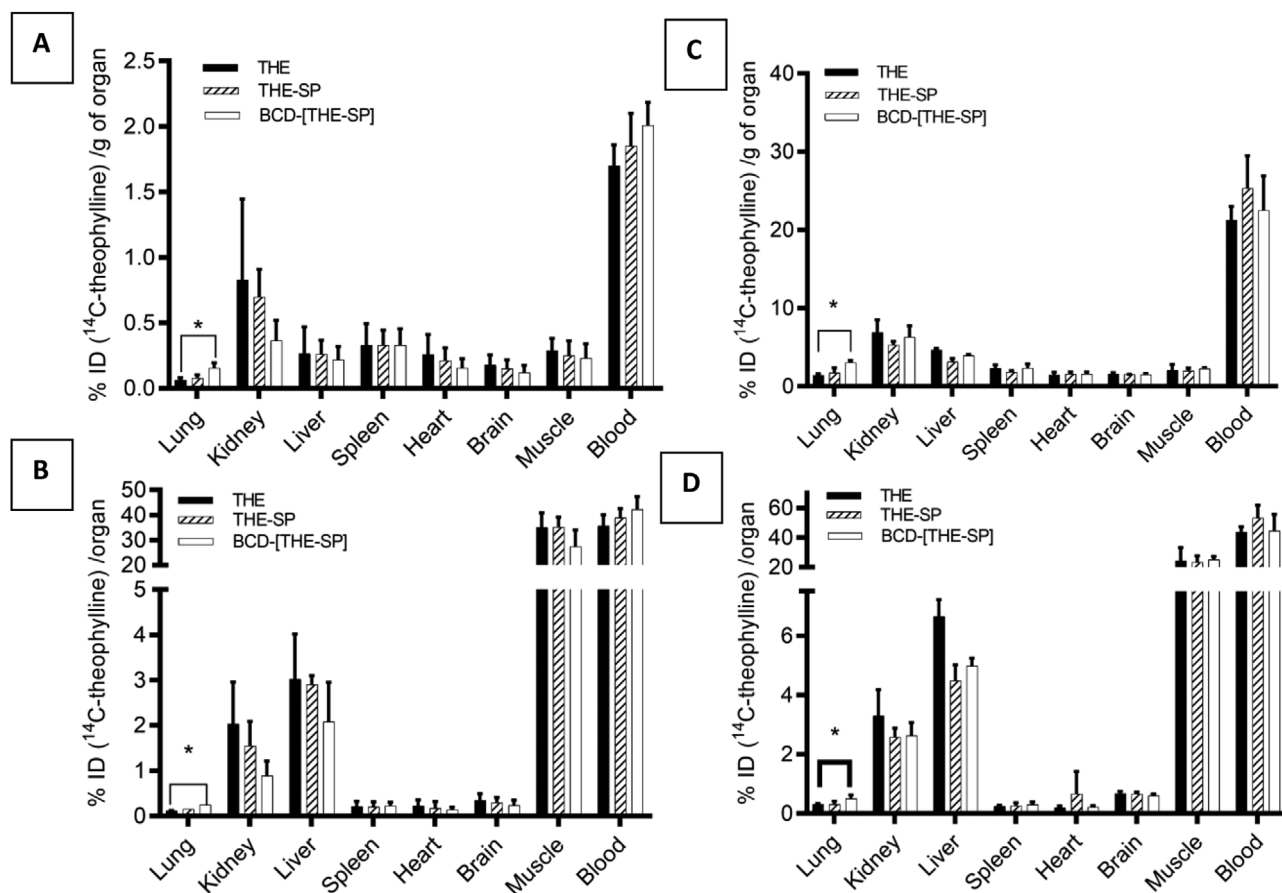 A
% ID (¹⁴C-theophylline) /g of organ
2.5
2.0
1.5
1.0
0.5
0.0
THE
THE-SP
BCD-[THE-SP]
*
Lung
Kidney
Liver
Spleen
Heart
Brain
Muscle
Blood
B
% ID (¹⁴C-theophylline) /organ
50
40
30
20
5
4
3
2
1
0
THE
THE-SP
BCD-[THE-SP]
*
Lung
Kidney
Liver
Spleen
Heart
Brain
Muscle
Blood
C
% ID (¹⁴C-theophylline) /g of organ
40
30
20
10
0
THE
THE-SP
BCD-[THE-SP]
*
Lung
Kidney
Liver
Spleen
Heart
Brain
Muscle
Blood
D
% ID (¹⁴C-theophylline) /organ
60
40
20
6
4
2
0
THE
THE-SP
BCD-[THE-SP]
*
Lung
Kidney
Liver
Spleen
Heart
Brain
Muscle
Blood